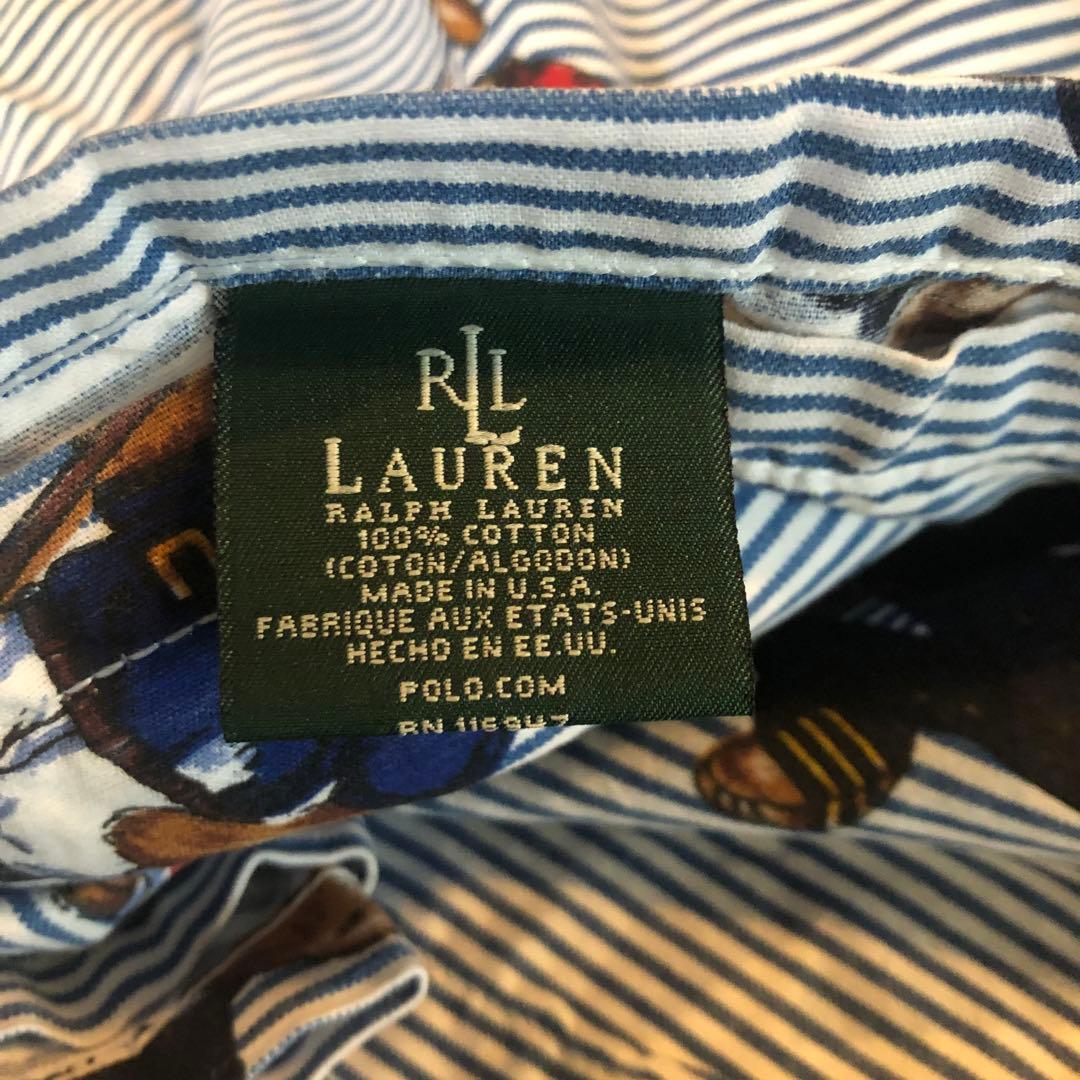 RLL
LAUREN
RALPH LAUREN
100% COTTON
(COTON/ALGODON)
MADE IN U.S.A.
FABRIQUE AUX ETATS-UNIS
HECHO EN EE.UU.
POLO.COM
RN